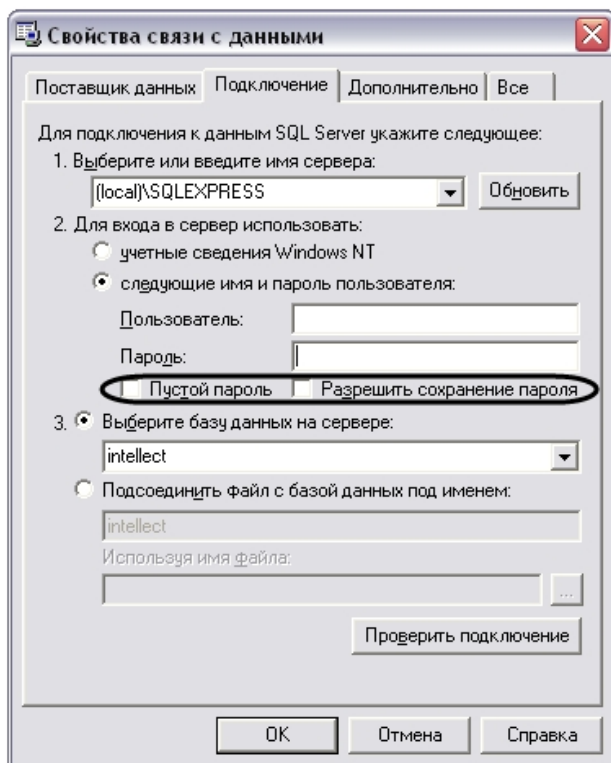 Свойства связи с данными
Поставщик данных Подключение Дополнительно Все
Для подключения к данным SQL Server укажите следующее:
1. Выберите или введите имя сервера:
(local)\SQLEXPRESS Обновить
2. Для входа в сервер использовать:
учетные сведения Windows NT
следующие имя и пароль пользователя:
Пользователь:
Пароль:
Пустой пароль Разрешить сохранение пароля
3. Выберите базу данных на сервере:
intellect
Подсоединить файл с базой данных под именем:
intellect
Используя имя файла:
...
Проверить подключение
OK Отмена Справка